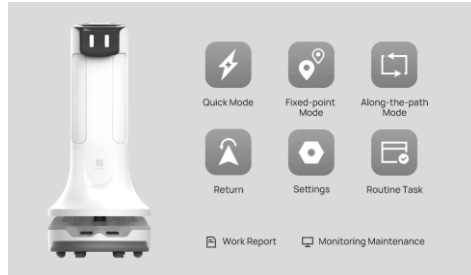 Quick Mode
Fixed-point
Mode
Along-the-path
Mode
Return
Settings
Routine Task
Work Report
Monitoring Maintenance